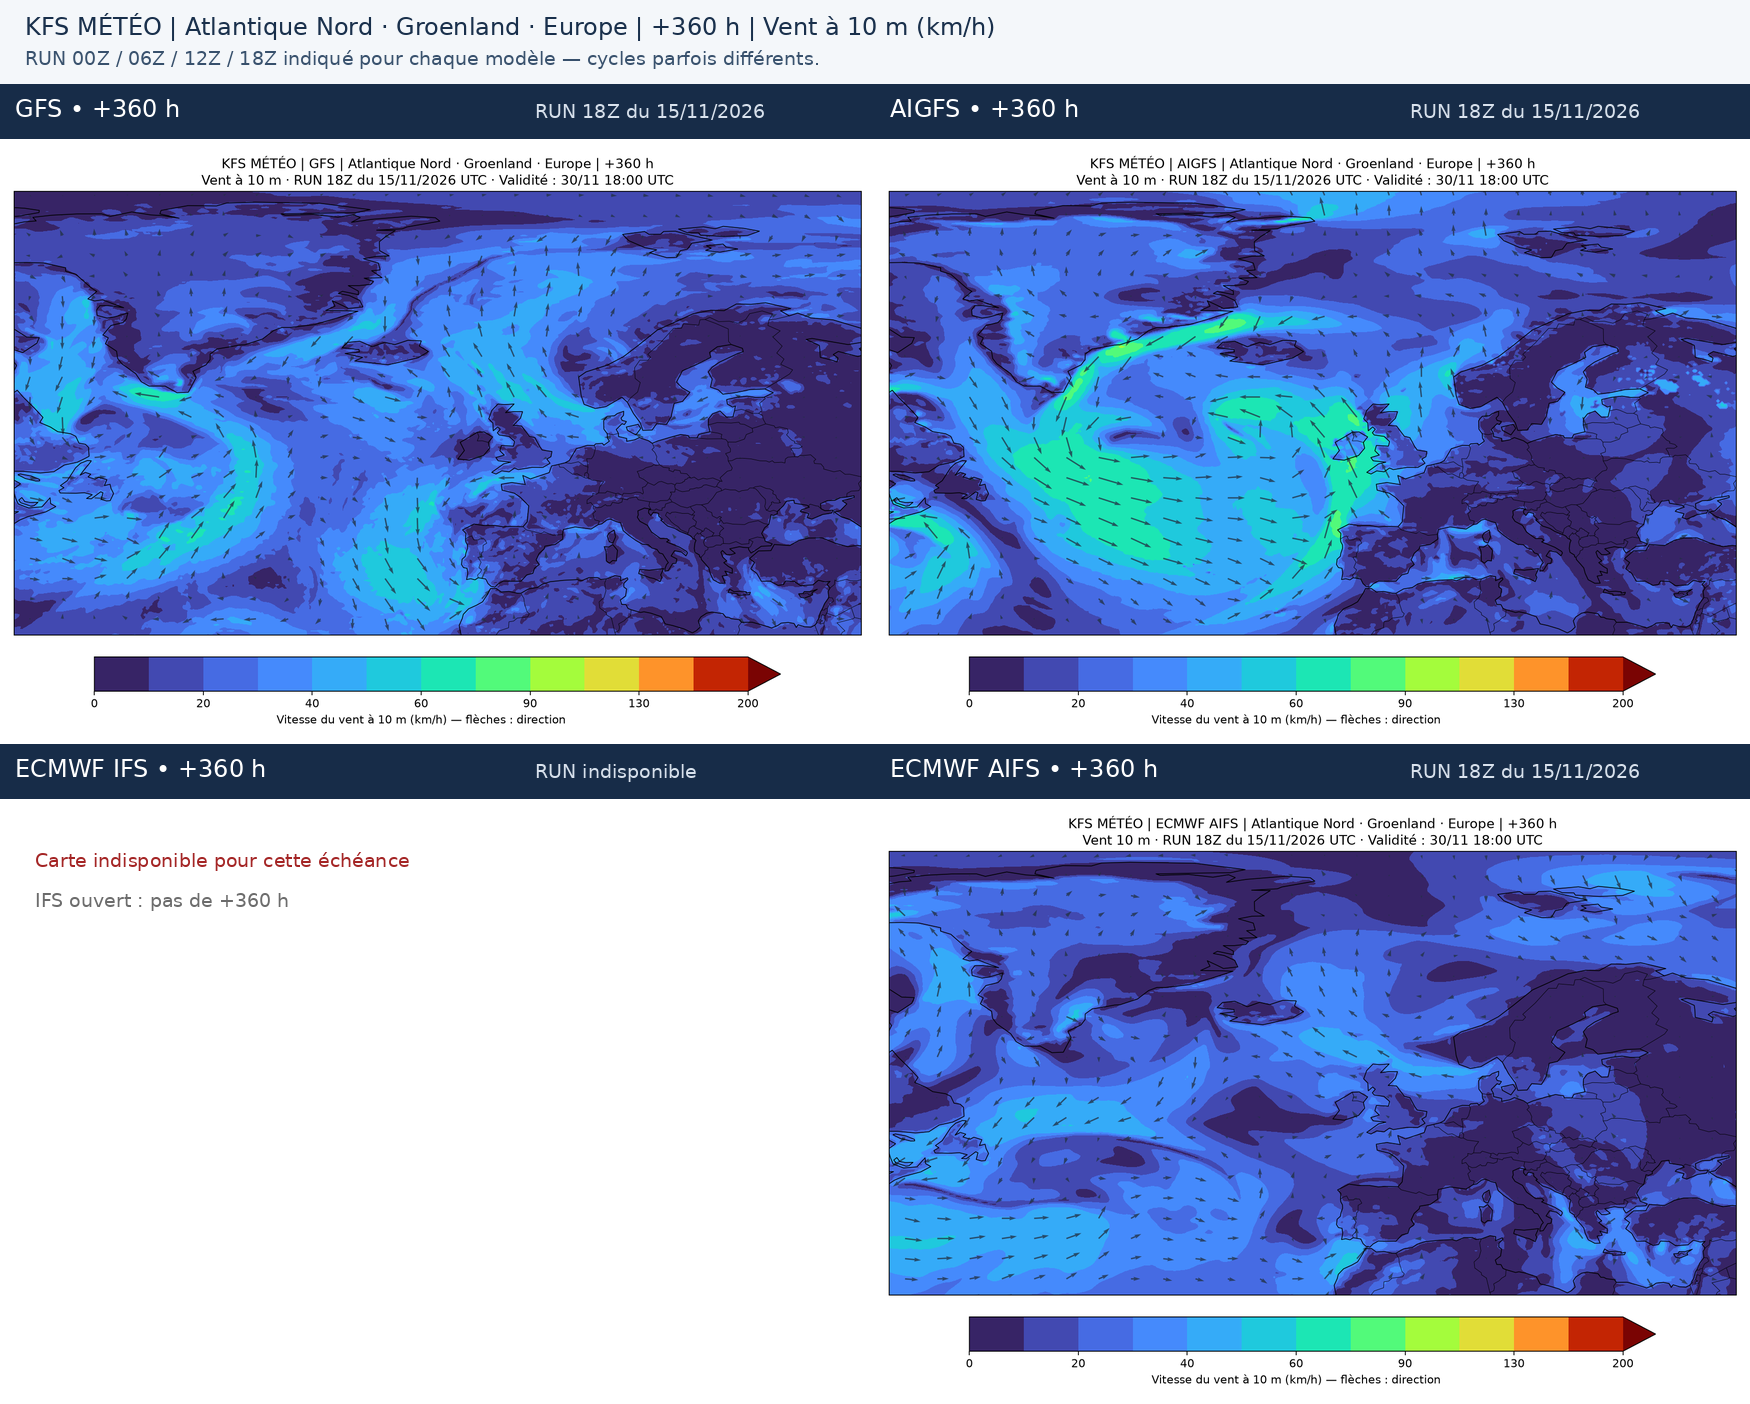 KFS MÉTÉO | Atlantique Nord · Groenland · Europe | +360 h | Vent à 10 m (km/h)
RUN 00Z / 06Z / 12Z / 18Z indiqué pour chaque modèle — cycles parfois différents.
GFS • +360 h
RUN 18Z du 15/11/2026
KFS MÉTÉO | GFS | Atlantique Nord · Groenland · Europe | +360 h
Vent à 10 m · RUN 18Z du 15/11/2026 UTC · Validité : 30/11 18:00 UTC
0 20 40 60 90 130 200
Vitesse du vent à 10 m (km/h) — flèches : direction
AIGFS • +360 h
RUN 18Z du 15/11/2026
KFS MÉTÉO | AIGFS | Atlantique Nord · Groenland · Europe | +360 h
Vent à 10 m · RUN 18Z du 15/11/2026 UTC · Validité : 30/11 18:00 UTC
0 20 40 60 90 130 200
Vitesse du vent à 10 m (km/h) — flèches : direction
ECMWF IFS • +360 h
RUN indisponible
Carte indisponible pour cette échéance
IFS ouvert : pas de +360 h
ECMWF AIFS • +360 h
RUN 18Z du 15/11/2026
KFS MÉTÉO | ECMWF AIFS | Atlantique Nord · Groenland · Europe | +360 h
Vent 10 m · RUN 18Z du 15/11/2026 UTC · Validité : 30/11 18:00 UTC
0 20 40 60 90 130 200
Vitesse du vent à 10 m (km/h) — flèches : direction